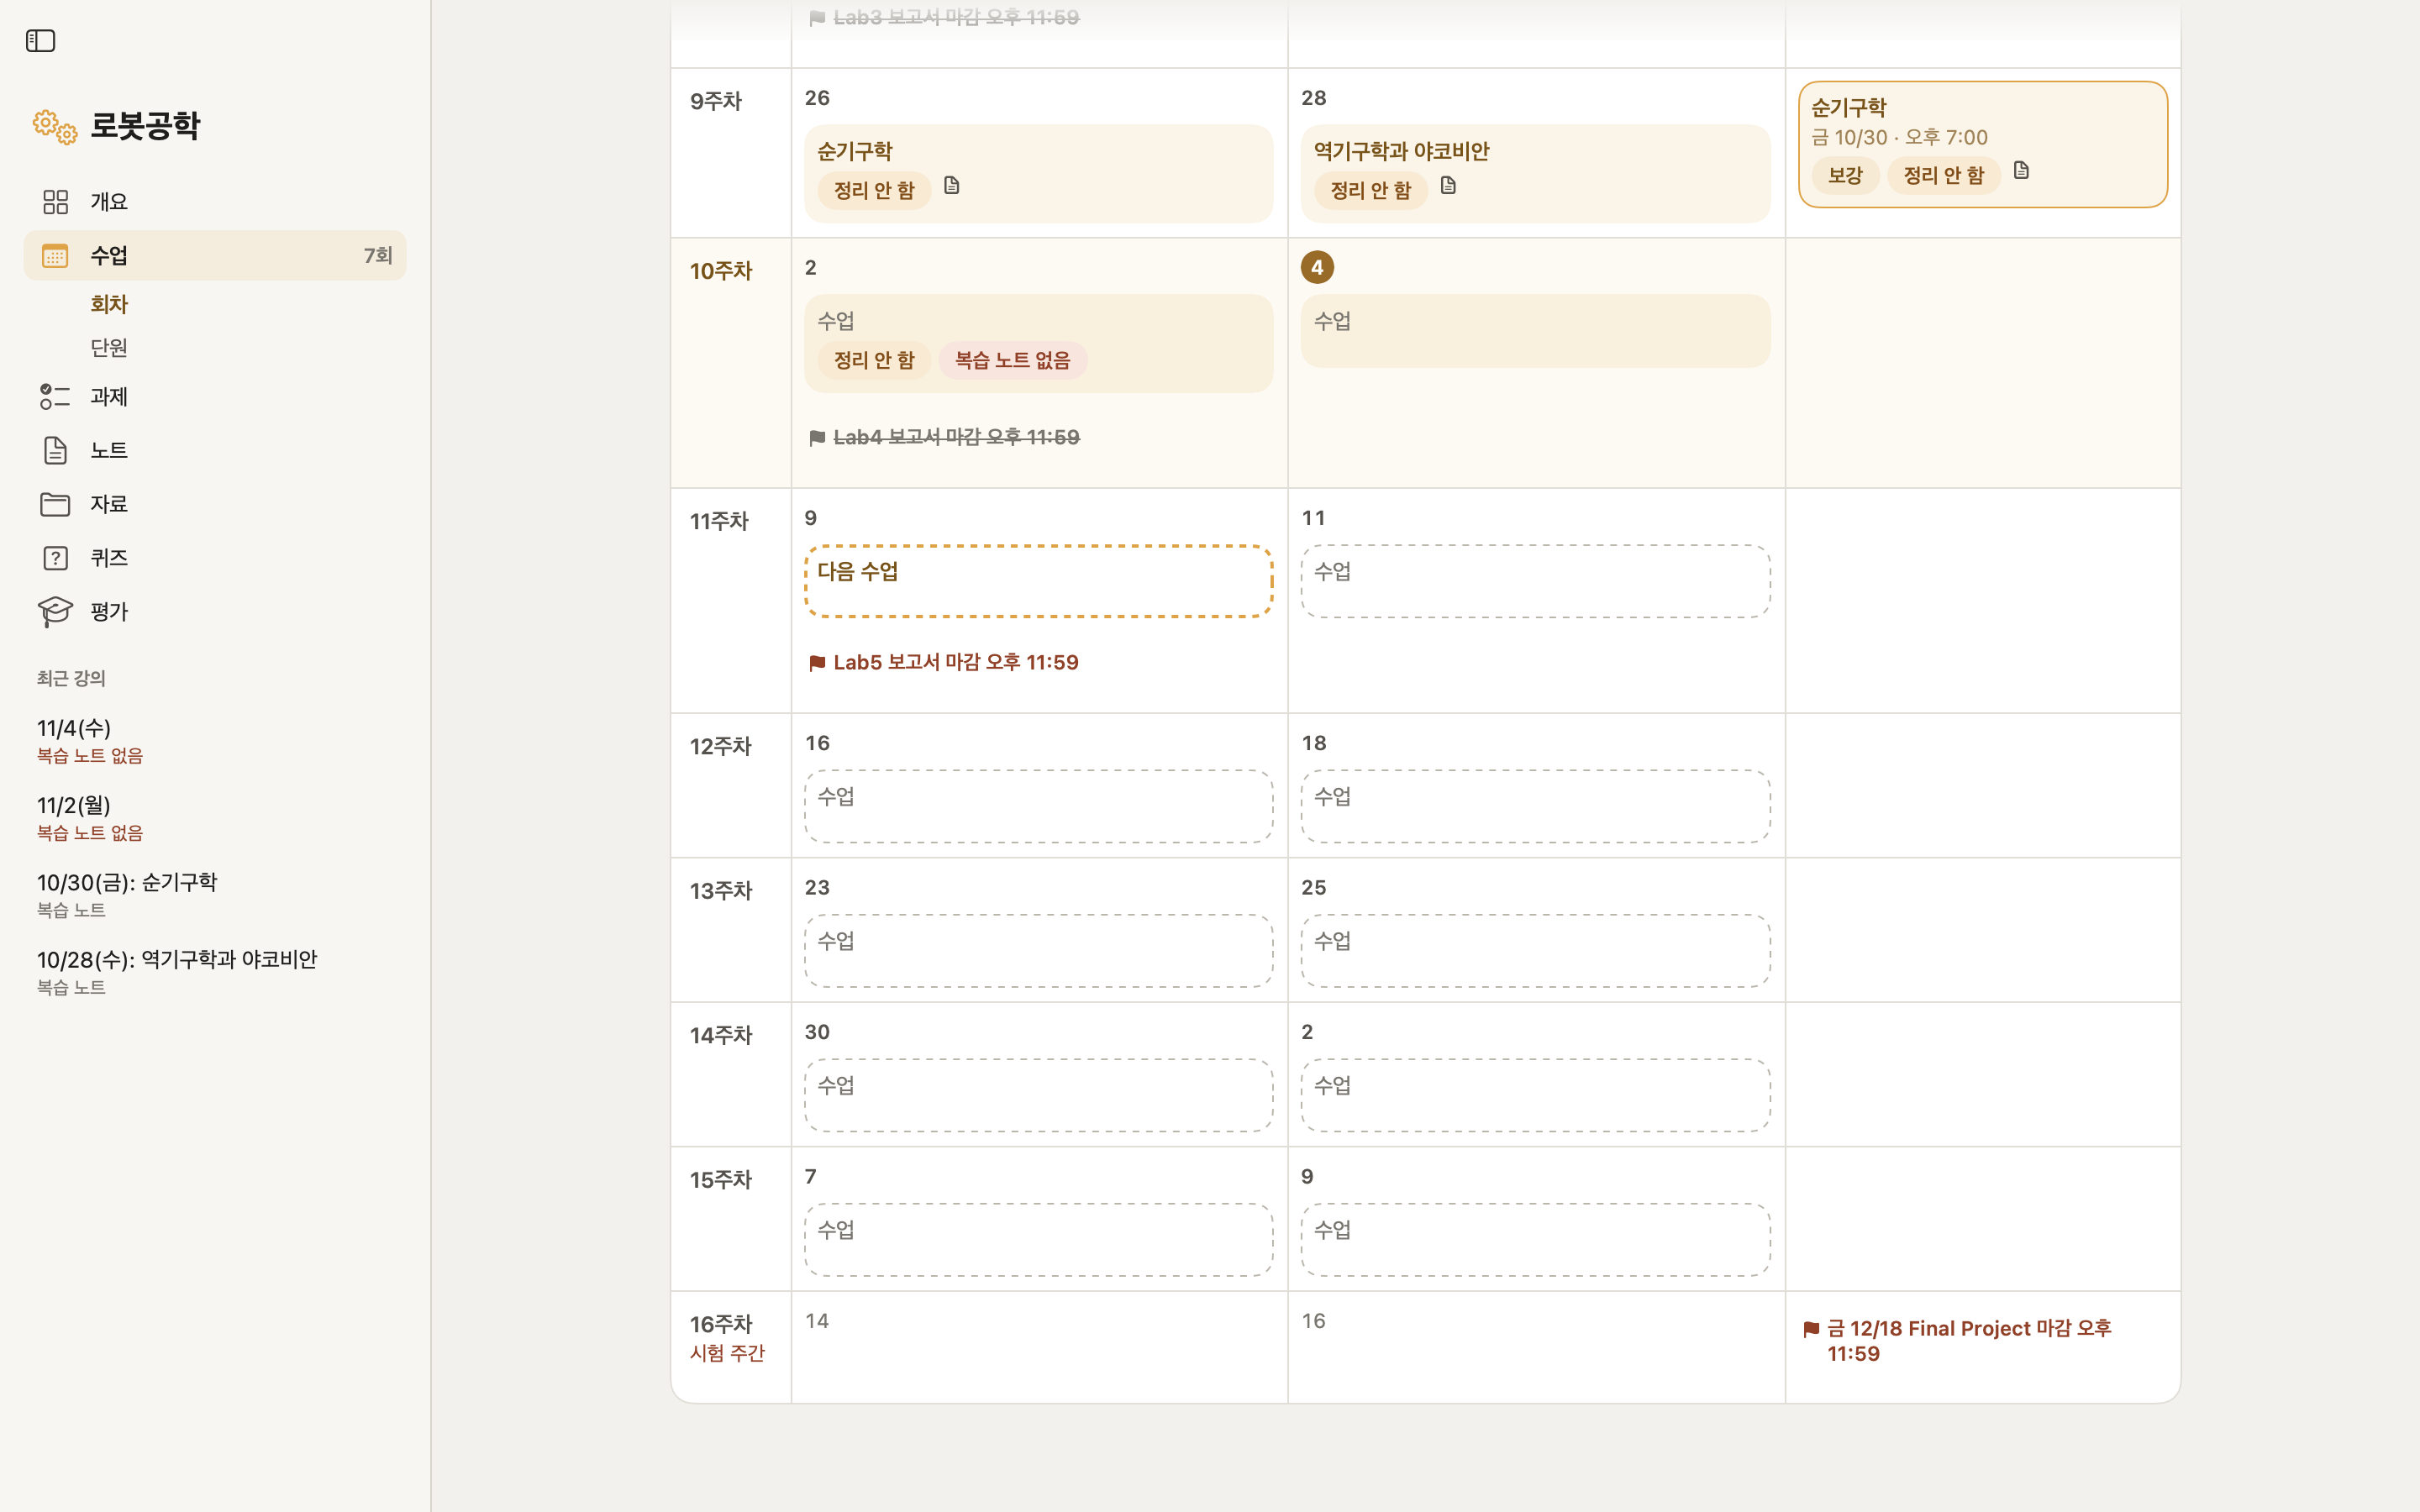 로봇공학
개요
수업 7회
회차
단원
과제
노트
자료
퀴즈
평가
최근 강의
11/4(수)
복습 노트 없음
11/2(월)
복습 노트 없음
10/30(금): 순기구학
복습 노트
10/28(수): 역기구학과 야코비안
복습 노트
Lab3 보고서 마감 오후 11:59
9주차
26
순기구학
정리 안 함
28
역기구학과 야코비안
정리 안 함
순기구학
금 10/30 · 오후 7:00
보강 정리 안 함
10주차
2
수업
정리 안 함 복습 노트 없음
Lab4 보고서 마감 오후 11:59
4
수업
11주차
9
다음 수업
Lab5 보고서 마감 오후 11:59
11
수업
12주차
16
수업
18
수업
13주차
23
수업
25
수업
14주차
30
수업
2
수업
15주차
7
수업
9
수업
16주차
시험 주간
14
16
금 12/18 Final Project 마감 오후
11:59